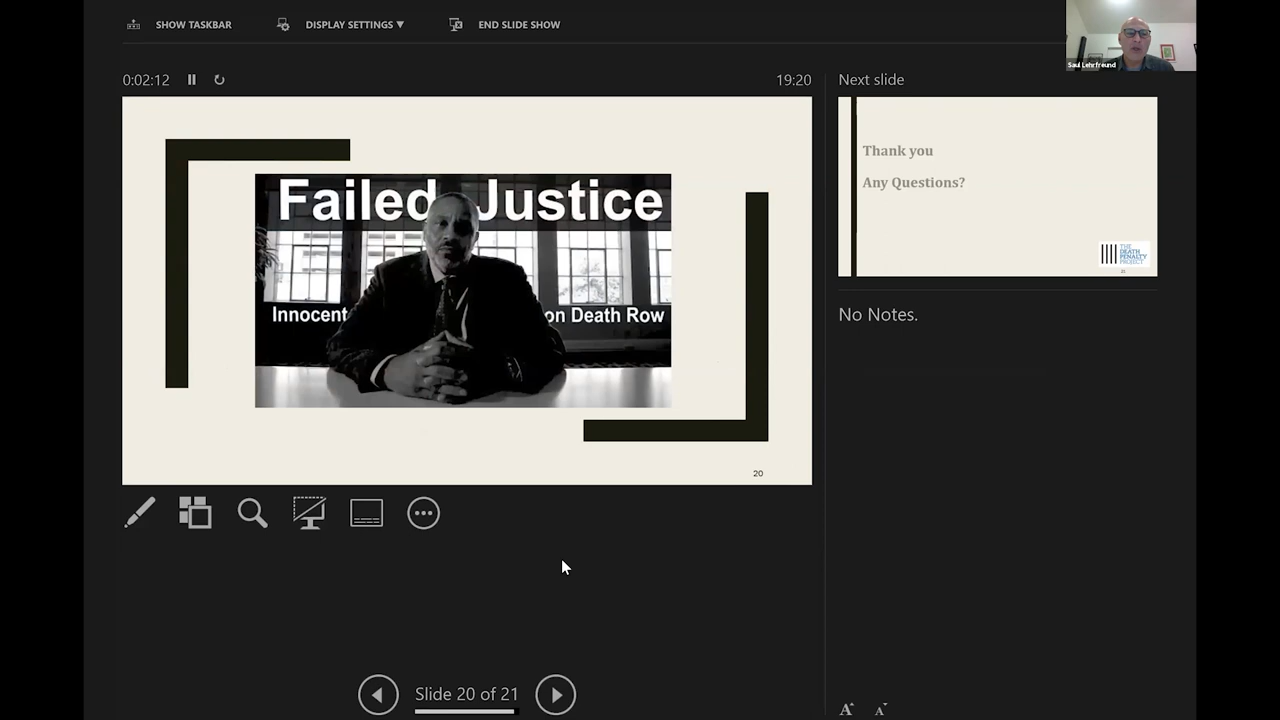 SHOW TASKBAR
DISPLAY SETTINGS ▼
END SLIDE SHOW
Saul Lehrfreund
0:02:12
19:20
Next slide
Failed Justice
Innocent
on Death Row
20
Thank you
Any Questions?
THE
DEATH
PENALTY
PROJECT
21
No Notes.
Slide 20 of 21
A
A